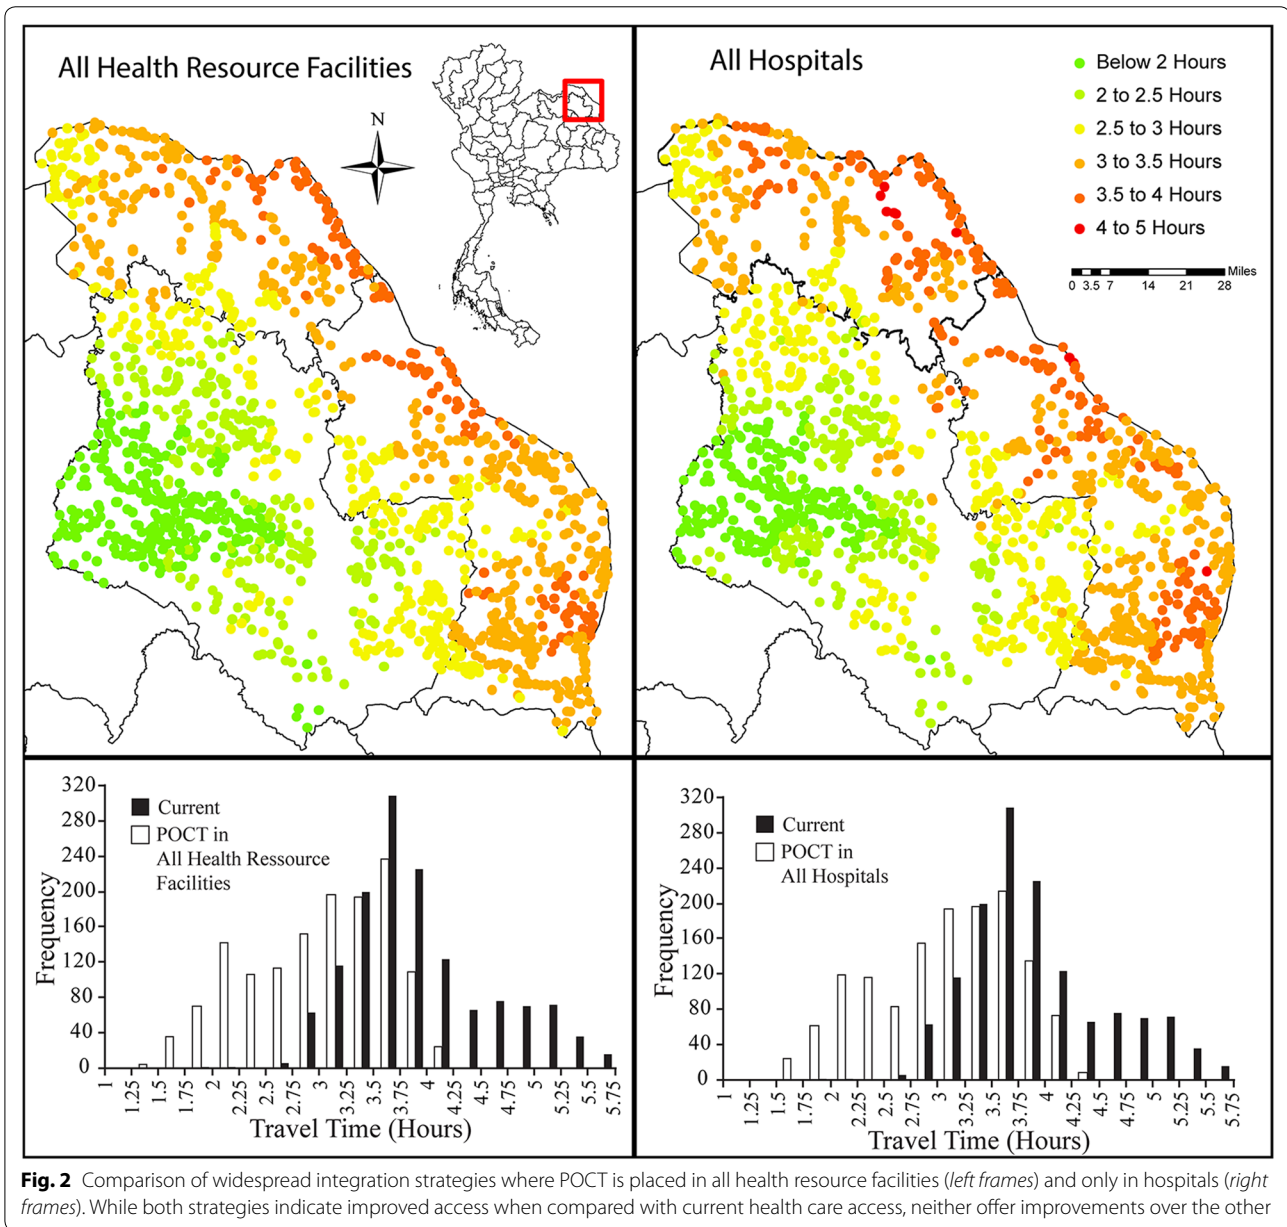 All Health Resource Facilities
N
All Hospitals
Below 2 Hours
2 to 2.5 Hours
2.5 to 3 Hours
3 to 3.5 Hours
3.5 to 4 Hours
4 to 5 Hours
Miles
0 3.5 7 14 21 28
320
280
240
200
160
120
80
40
0
Frequency
Current
POCT in
All Health Ressource
Facilities
1 1.25 1.5 1.75 2 2.25 2.5 2.75 3 3.25 3.5 3.75 4 4.25 4.5 4.75 5 5.25 5.5 5.75
Travel Time (Hours)
320
280
240
200
160
120
80
40
0
Frequency
Current
POCT in
All Hospitals
1 1.25 1.5 1.75 2 2.25 2.5 2.75 3 3.25 3.5 3.75 4 4.25 4.5 4.75 5 5.25 5.5 5.75
Travel Time (Hours)
Fig. 2 Comparison of widespread integration strategies where POCT is placed in all health resource facilities (left frames) and only in hospitals (right
frames). While both strategies indicate improved access when compared with current health care access, neither offer improvements over the other